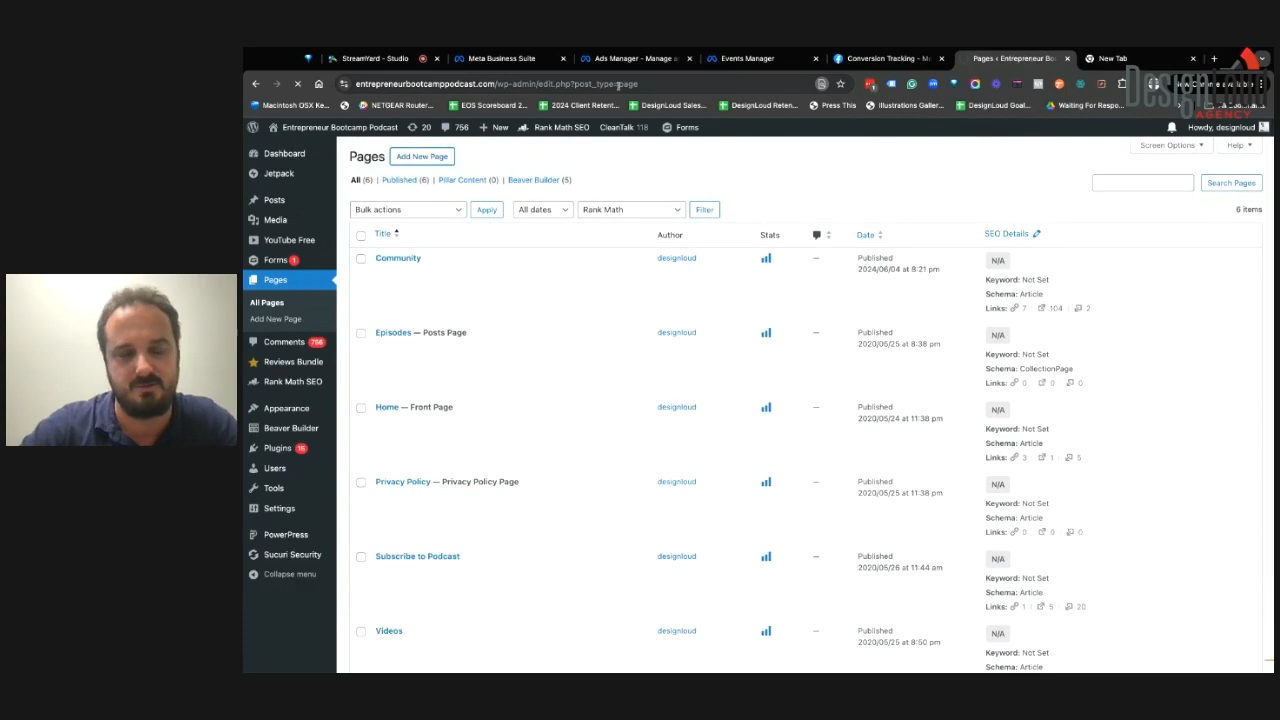 StreamYard - Studio
Meta Business Suite
Ads Manager - Manage a
Events Manager
Conversion Tracking - M
Pages ‹ Entrepreneur Boo
New Tab
entrepreneurbootcamppodcast.com/wp-admin/edit.php?post_type=page
Macintosh OSX Ke...
NETGEAR Router...
EOS Scoreboard 2...
2024 Client Retent...
DesignLoud Sales...
DesignLoud Reten...
Press This
Illustrations Galler...
DesignLoud Goal...
Waiting For Respo...
DesignLoud
AGENCY
Entrepreneur Bootcamp Podcast 20 756 New Rank Math SEO CleanTalk 118 Forms
Howdy, designloud
Dashboard
Jetpack
Posts
Media
YouTube Free
Forms 1
Pages
All Pages
Add New Page
Comments 756
Reviews Bundle
Rank Math SEO
Appearance
Beaver Builder
Plugins 15
Users
Tools
Settings
PowerPress
Sucuri Security
Collapse menu
Pages Add New Page
Screen Options Help
All (6) | Published (6) | Pillar Content (0) | Beaver Builder (5)
Search Pages
Bulk actions Apply All dates Rank Math Filter
6 items
Title Author Stats Date SEO Details
Community designloud — Published
2024/06/04 at 8:21 pm
N/A
Keyword: Not Set
Schema: Article
Links: 7 104 2
Episodes — Posts Page designloud — Published
2020/05/25 at 8:38 pm
N/A
Keyword: Not Set
Schema: CollectionPage
Links: 0 0 0
Home — Front Page designloud — Published
2020/05/24 at 11:38 pm
N/A
Keyword: Not Set
Schema: Article
Links: 3 1 5
Privacy Policy — Privacy Policy Page designloud — Published
2020/05/25 at 11:38 pm
N/A
Keyword: Not Set
Schema: Article
Links: 0 0 0
Subscribe to Podcast designloud — Published
2020/05/26 at 11:44 am
N/A
Keyword: Not Set
Schema: Article
Links: 1 6 20
Videos designloud — Published
2020/05/25 at 8:50 pm
N/A
Keyword: Not Set
Schema: Article